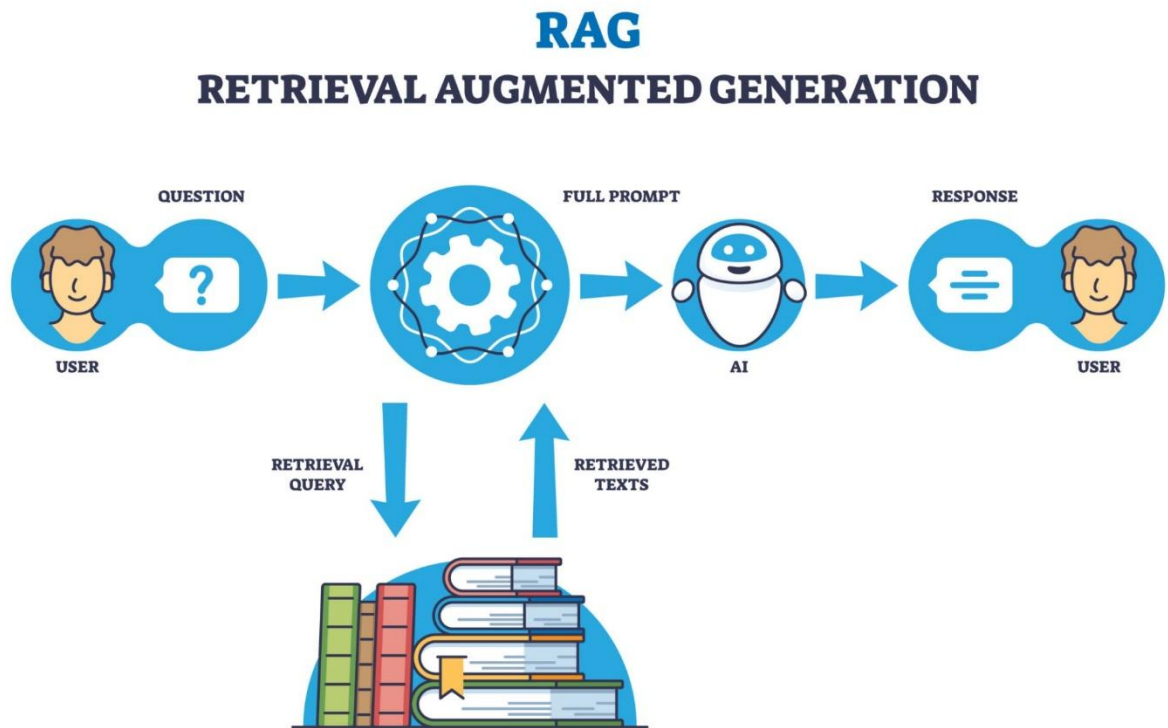 RAG
RETRIEVAL AUGMENTED GENERATION
QUESTION
FULL PROMPT
RESPONSE
?
USER
AI
USER
RETRIEVAL
QUERY
RETRIEVED
TEXTS